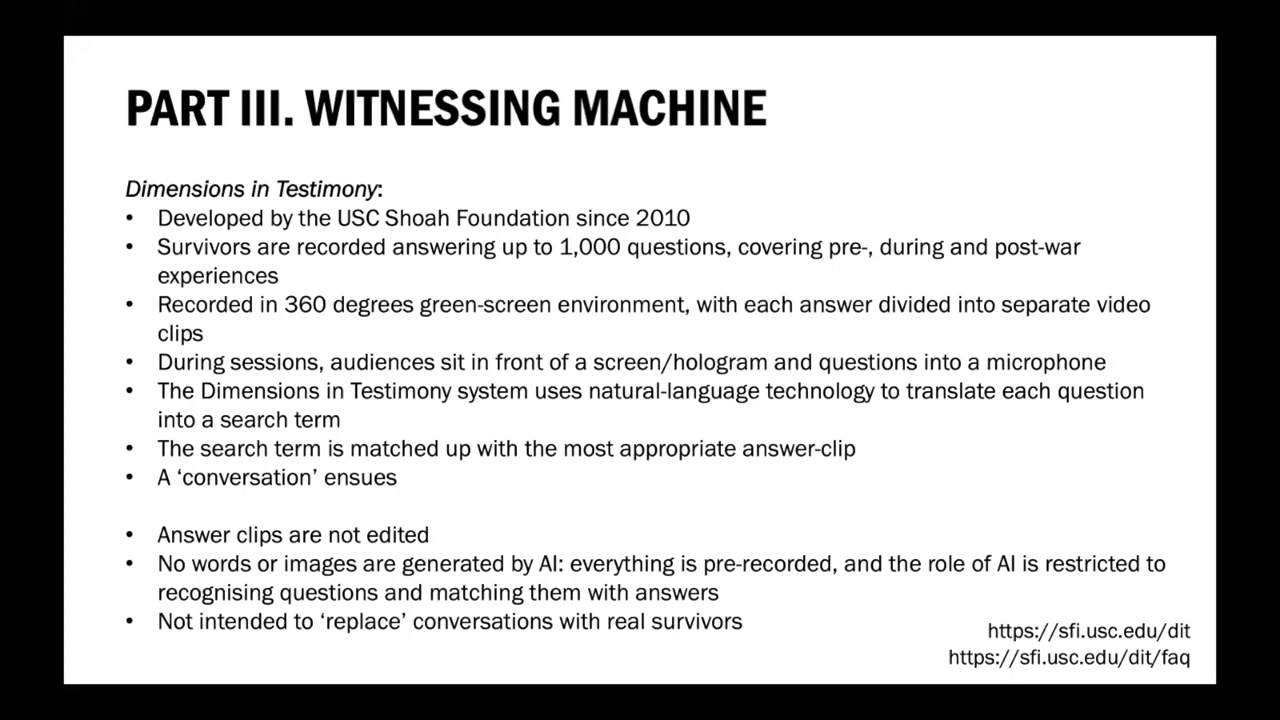 PART III. WITNESSING MACHINE
Dimensions in Testimony:
• Developed by the USC Shoah Foundation since 2010
• Survivors are recorded answering up to 1,000 questions, covering pre-, during and post-war
experiences
• Recorded in 360 degrees green-screen environment, with each answer divided into separate video
clips
• During sessions, audiences sit in front of a screen/hologram and questions into a microphone
• The Dimensions in Testimony system uses natural-language technology to translate each question
into a search term
• The search term is matched up with the most appropriate answer-clip
• A ‘conversation’ ensues
• Answer clips are not edited
• No words or images are generated by AI: everything is pre-recorded, and the role of AI is restricted to
recognising questions and matching them with answers
• Not intended to ‘replace’ conversations with real survivors
https://sfi.usc.edu/dit
https://sfi.usc.edu/dit/faq